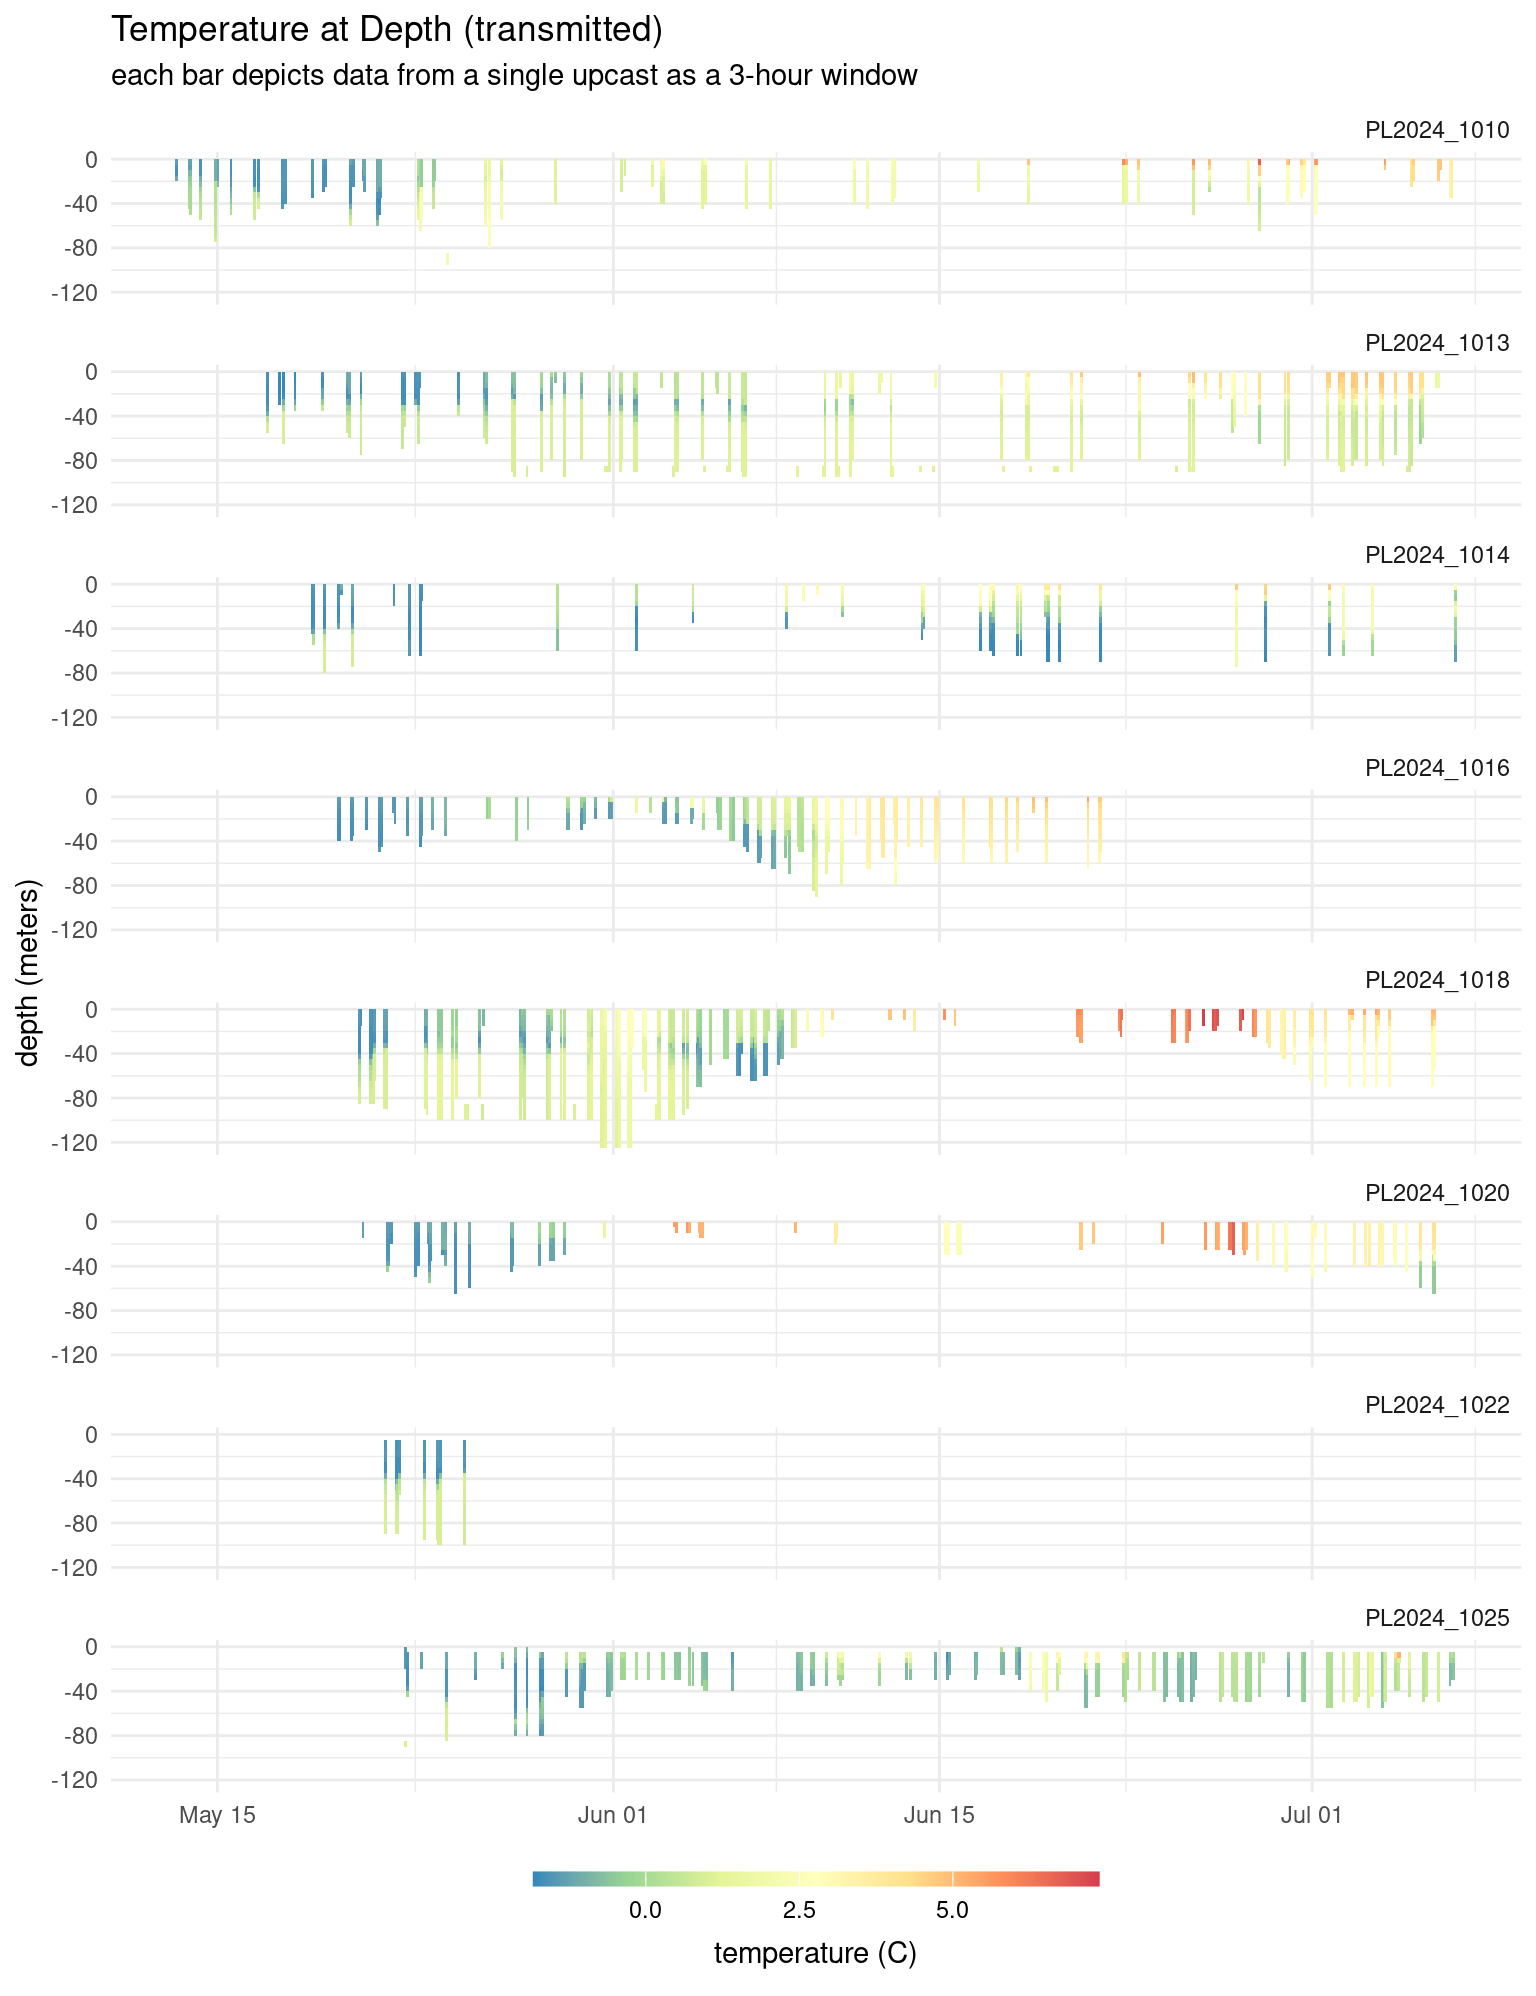 Temperature at Depth (transmitted)
each bar depicts data from a single upcast as a 3-hour window
PL2024_1010
0
-40
-80
-120
PL2024_1013
0
-40
-80
-120
PL2024_1014
0
-40
-80
-120
PL2024_1016
0
-40
-80
-120
depth (meters)
PL2024_1018
0
-40
-80
-120
PL2024_1020
0
-40
-80
-120
PL2024_1022
0
-40
-80
-120
PL2024_1025
0
-40
-80
-120
May 15 Jun 01 Jun 15 Jul 01
0.0 2.5 5.0
temperature (C)